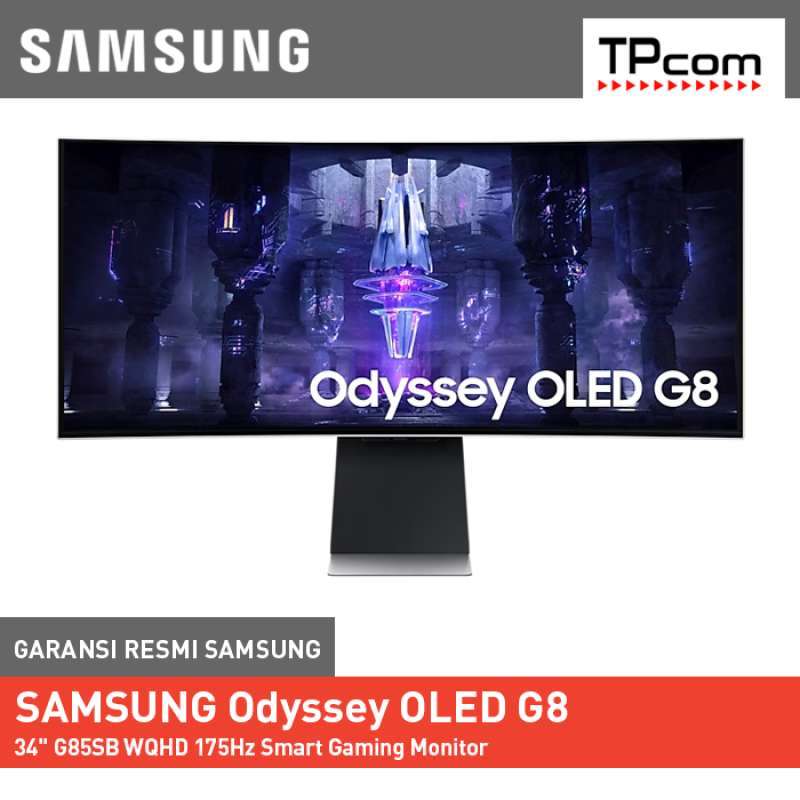 SAMSUNG
TPcom
Odyssey OLED G8
GARANSI RESMI SAMSUNG
SAMSUNG Odyssey OLED G8
34" G85SB WQHD 175Hz Smart Gaming Monitor